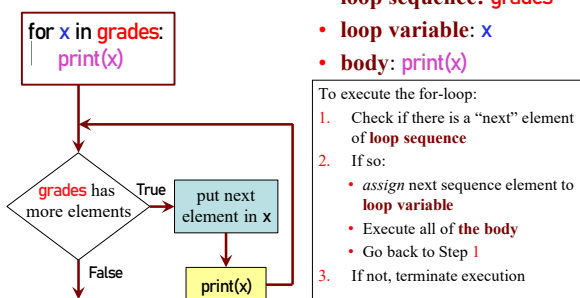 for x in grades:
print(x)
grades has
more elements
True
put next
element in x
False
print(x)
loop sequence: grades
• loop variable: x
• body: print(x)
To execute the for-loop:
1. Check if there is a “next” element
of loop sequence
2. If so:
• assign next sequence element to
loop variable
• Execute all of the body
• Go back to Step 1
3. If not, terminate execution